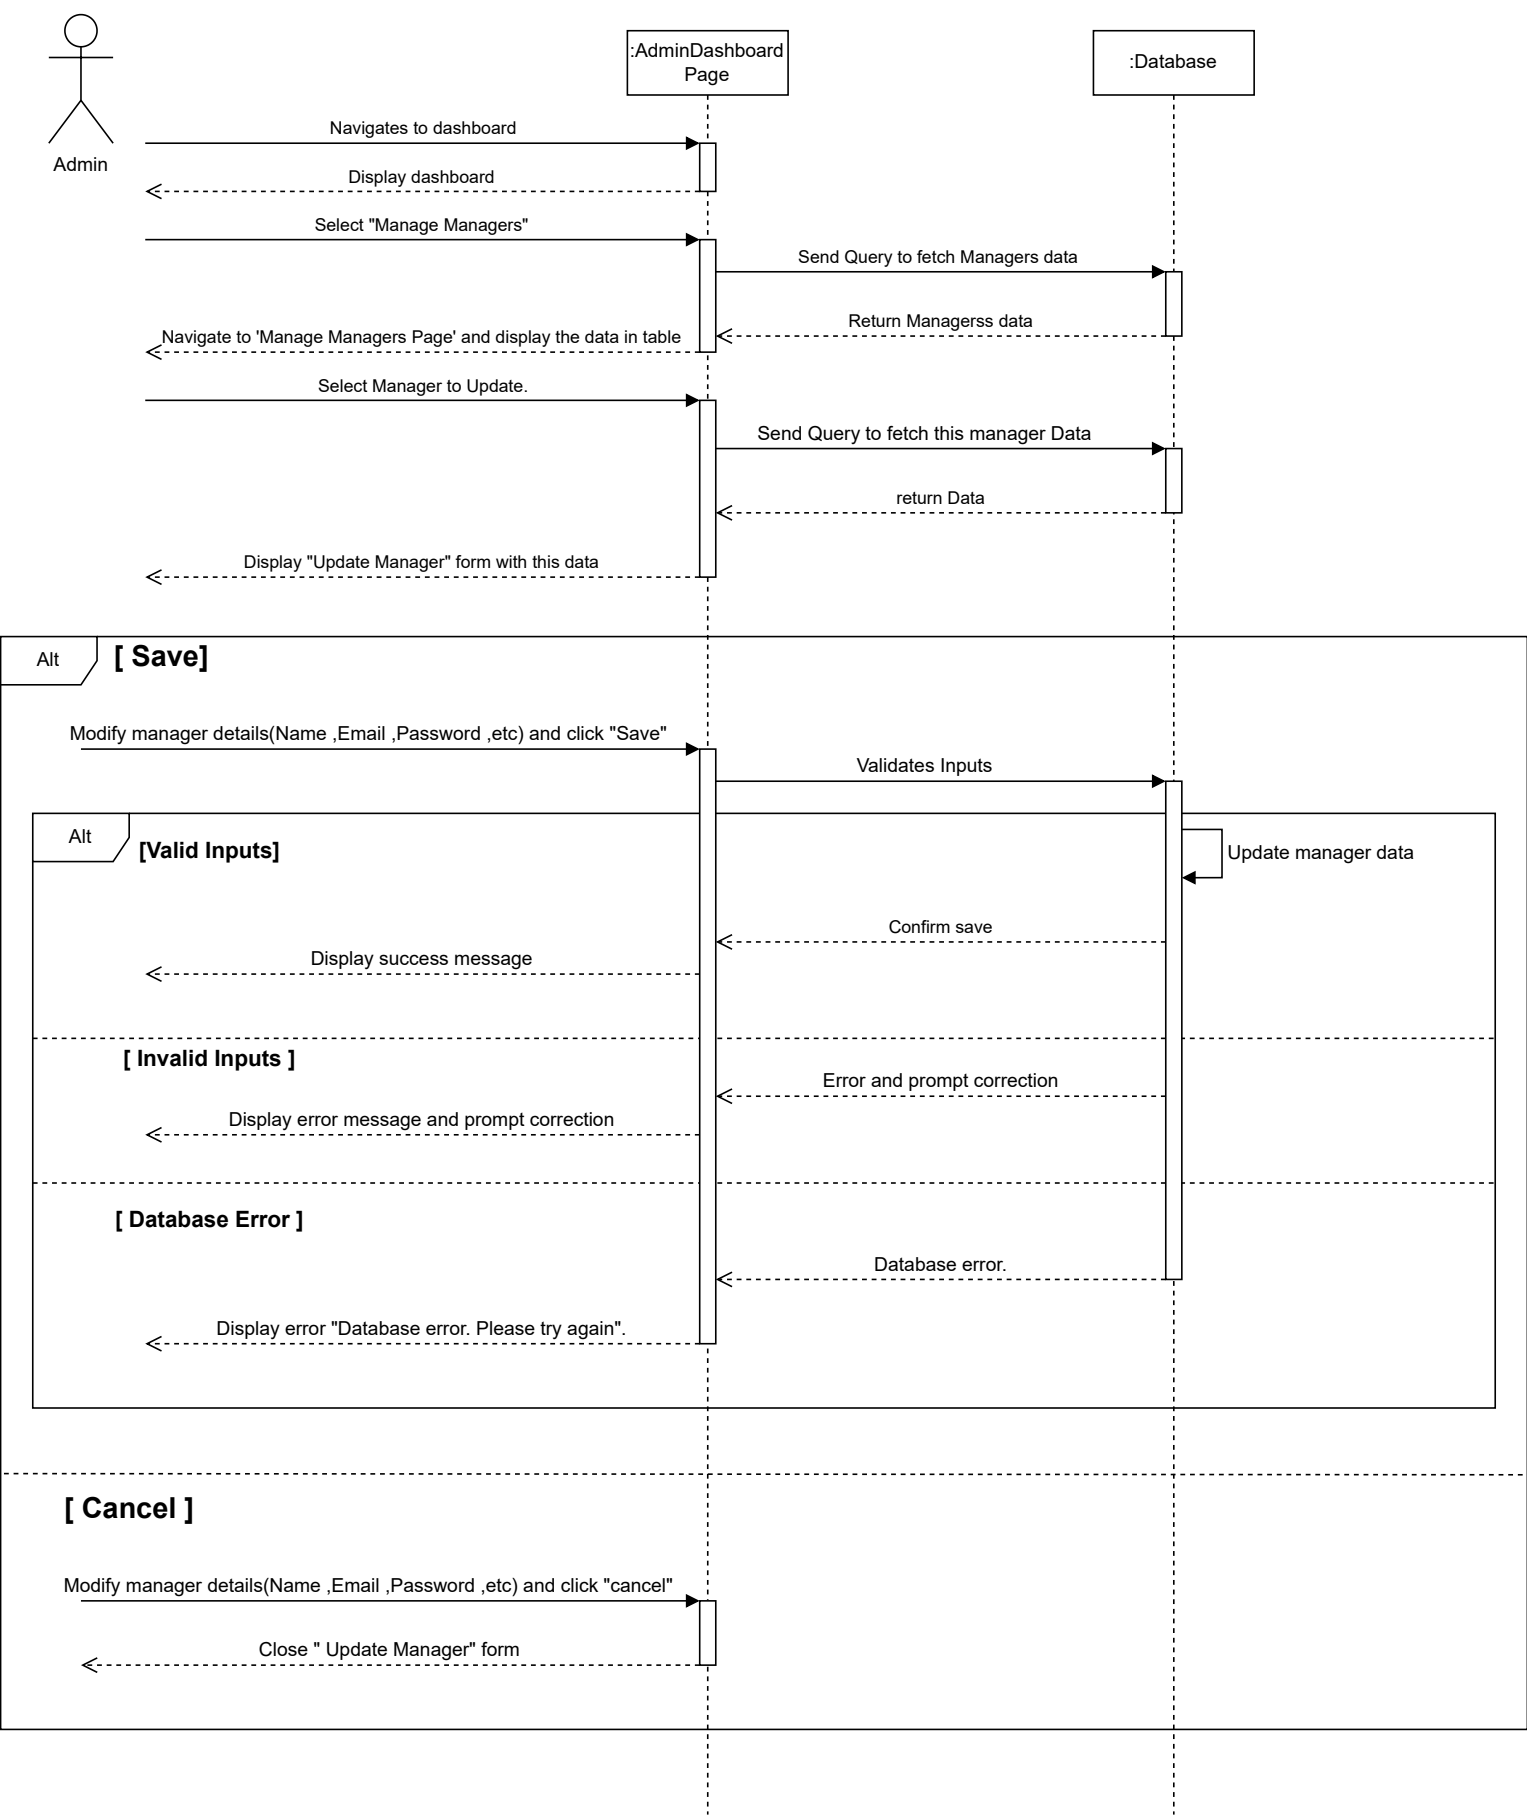 :AdminDashboard
Page
:Database
Admin
Navigates to dashboard
Display dashboard
Select "Manage Managers"
Send Query to fetch Managers data
Return Managerss data
Navigate to 'Manage Managers Page' and display the data in table
Select Manager to Update.
Send Query to fetch this manager Data
return Data
Display "Update Manager" form with this data
Alt
[ Save]
Modify manager details(Name ,Email ,Password ,etc) and click "Save"
Validates Inputs
Alt
[Valid Inputs]
Update manager data
Confirm save
Display success message
[ Invalid Inputs ]
Error and prompt correction
Display error message and prompt correction
[ Database Error ]
Database error.
Display error "Database error. Please try again".
[ Cancel ]
Modify manager details(Name ,Email ,Password ,etc) and click "cancel"
Close " Update Manager" form